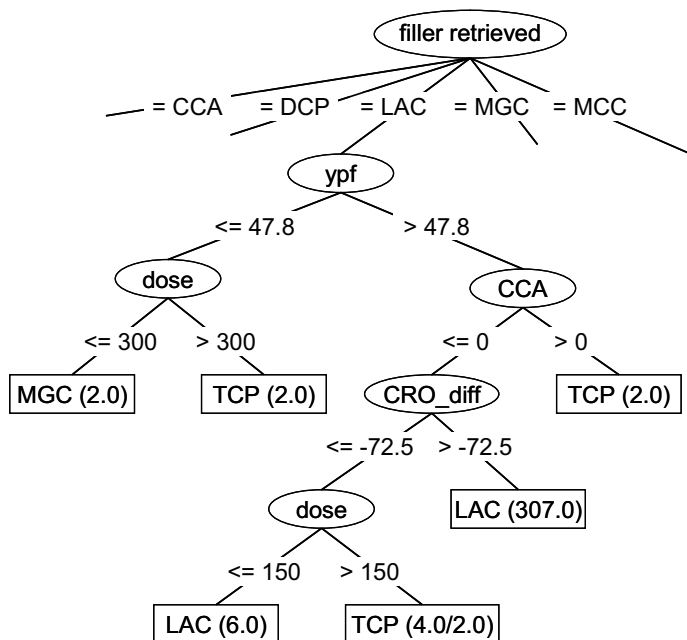 filler retrieved
= CCA = DCP = LAC = MGC = MCC
ypf
<= 47.8 > 47.8
dose CCA
<= 300 > 300 <= 0 > 0
MGC (2.0) TCP (2.0) CRO_diff TCP (2.0)
<= -72.5 > -72.5
dose LAC (307.0)
<= 150 > 150
LAC (6.0) TCP (4.0/2.0)